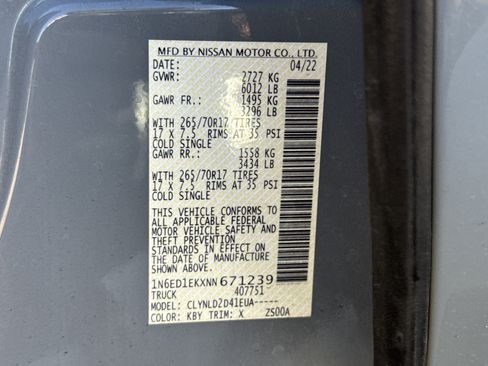 MFD BY NISSAN MOTOR CO., LTD.
DATE: 04/22
GVWR: 2727 KG
6012 LB
GAWR FR.: 1495 KG
3296 LB
WITH 265/70R17 TIRES
17 X 7.5 RIMS AT 35 PSI
COLD SINGLE
GAWR RR.: 1558 KG
3434 LB
WITH 265/70R17 TIRES
17 X 7.5 RIMS AT 35 PSI
COLD SINGLE
THIS VEHICLE CONFORMS TO
ALL APPLICABLE FEDERAL
MOTOR VEHICLE SAFETY AND
THEFT PREVENTION
STANDARDS IN EFFECT ON
THE DATE OF MANUFACTURE
SHOWN ABOVE.
1N6ED1EKXNN671239
TRUCK 407751
MODEL: CLYNLD2D41EUA-----
COLOR: KBY TRIM: X ZS00A